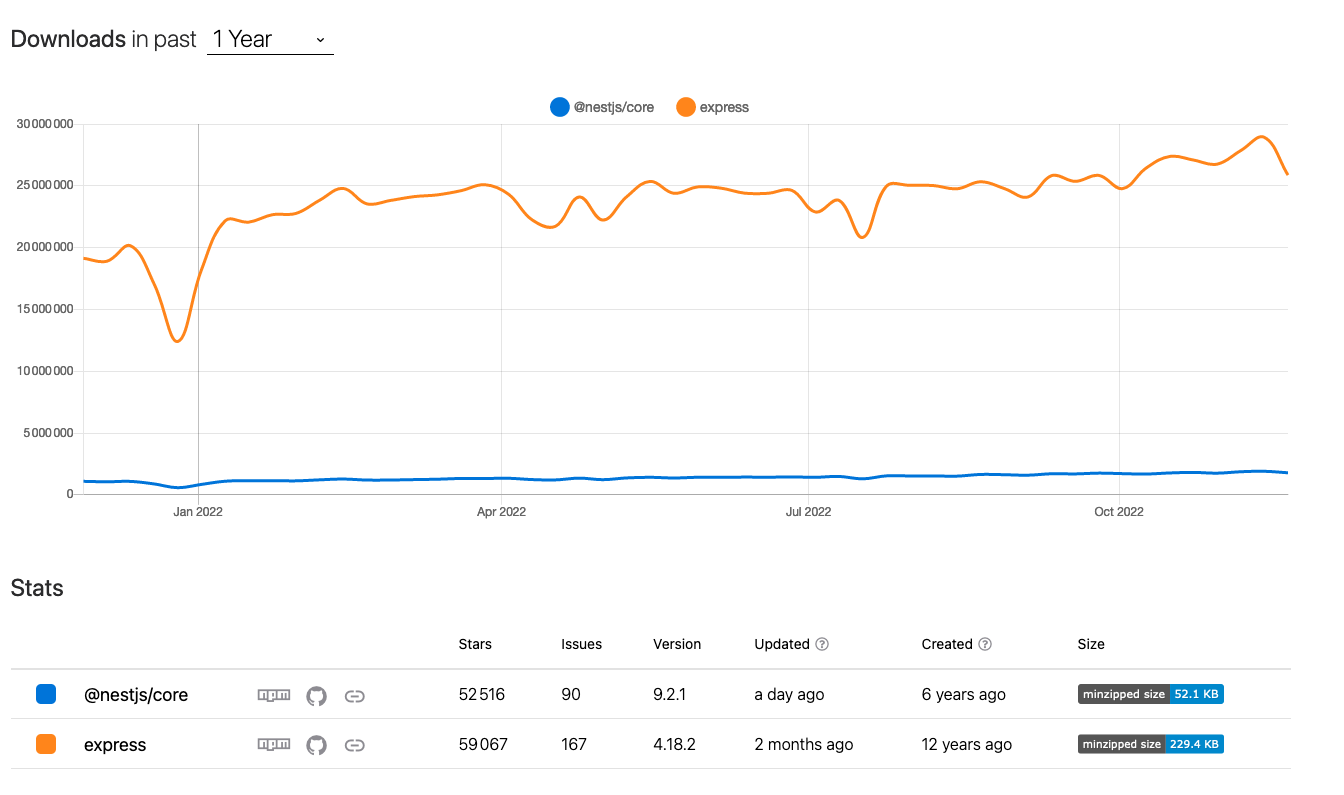 Downloads in past 1 Year
@nestjs/core express
30 000 000
25 000 000
20 000 000
15 000 000
10 000 000
5 000 000
0
Jan 2022 Apr 2022 Jul 2022 Oct 2022
Stats
Stars Issues Version Updated ? Created ? Size
@nestjs/core npm 52 516 90 9.2.1 a day ago 6 years ago minzipped size 52.1 KB
express npm 59 067 167 4.18.2 2 months ago 12 years ago minzipped size 229.4 KB